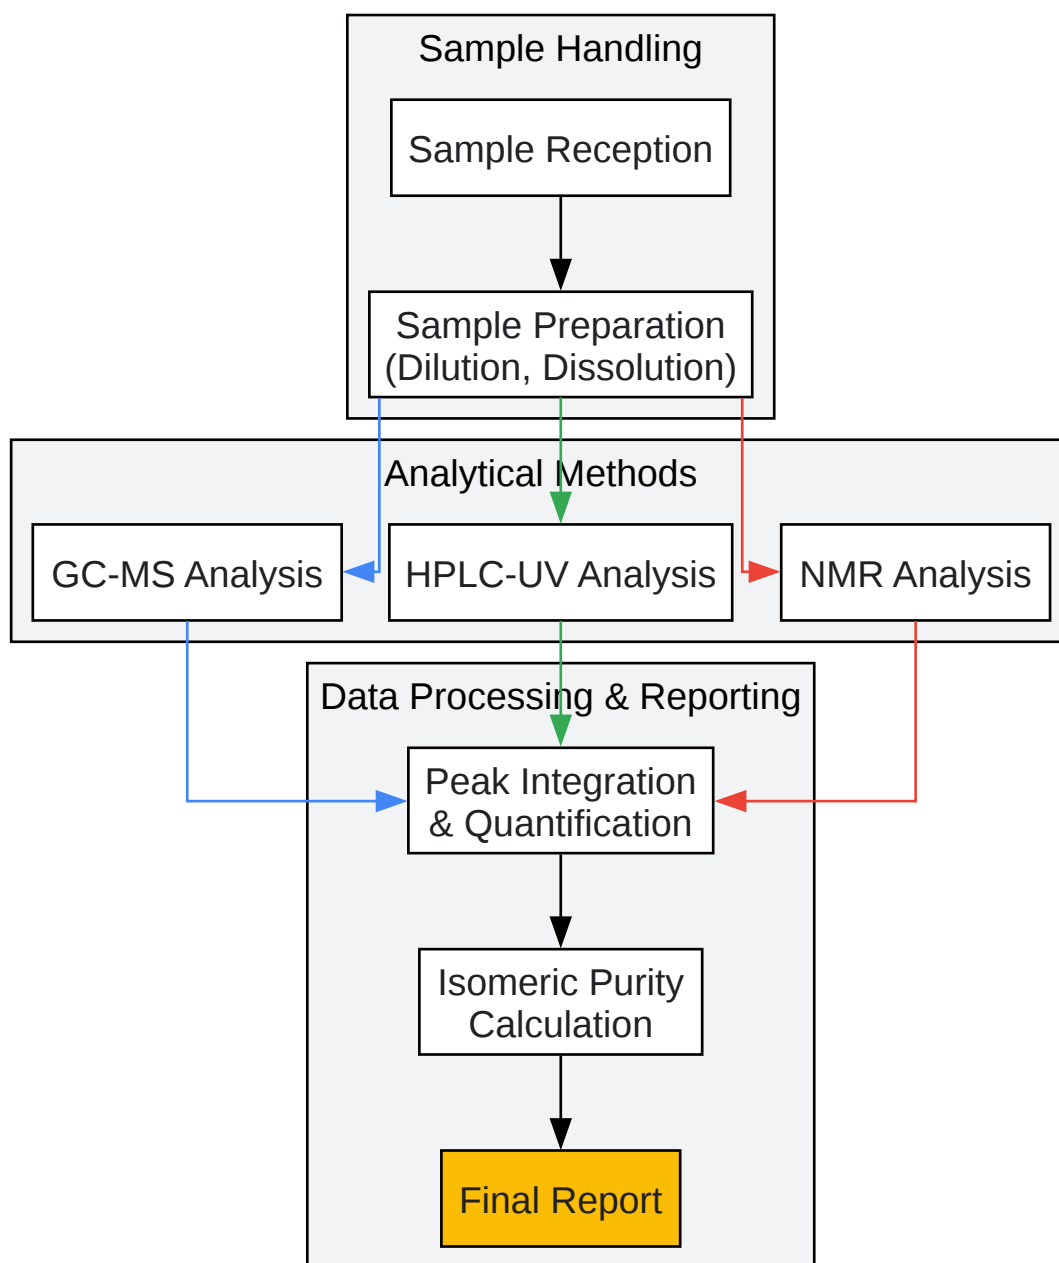 Sample Handling
Sample Reception
Sample Preparation
(Dilution, Dissolution)
Analytical Methods
GC-MS Analysis
HPLC-UV Analysis
NMR Analysis
Data Processing & Reporting
Peak Integration
& Quantification
Isomeric Purity
Calculation
Final Report